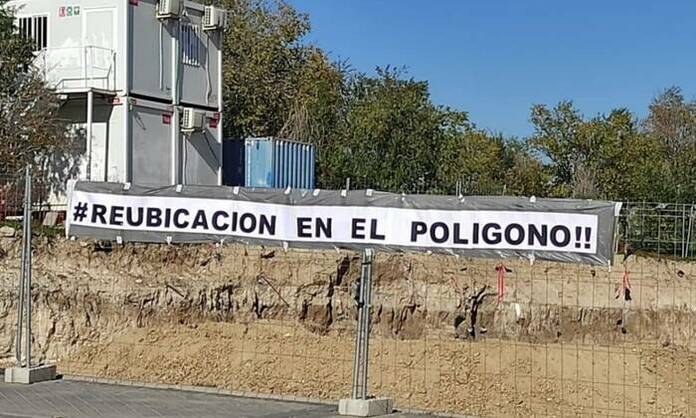 #REUBICACION EN EL POLIGONO!!